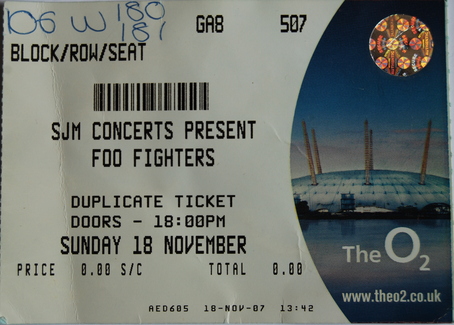 106 W 180
181
GA8 507
BLOCK/ROW/SEAT
SJM CONCERTS PRESENT
FOO FIGHTERS
DUPLICATE TICKET
DOORS - 18:00PM
SUNDAY 18 NOVEMBER
PRICE 0.00 S/C TOTAL 0.00
The O2
www.theo2.co.uk
AED605 18-NOV-07 13:42